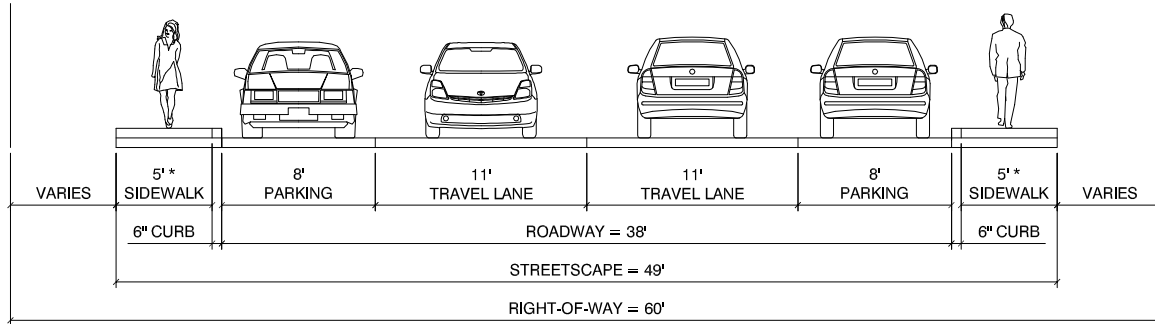 5' * 8' 11' 11' 8' 5' *
VARIES SIDEWALK PARKING TRAVEL LANE TRAVEL LANE PARKING SIDEWALK VARIES
6" CURB ROADWAY = 38' 6" CURB
STREETSCAPE = 49'
RIGHT-OF-WAY = 60'